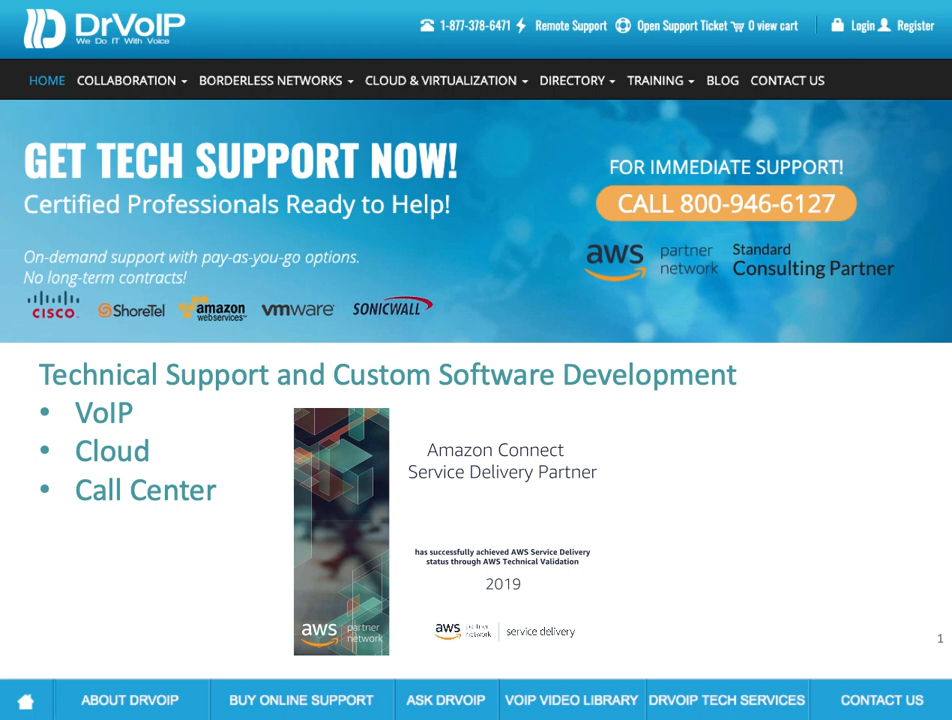 DrVoIP
We Do IT With Voice
1-877-378-6471 Remote Support Open Support Ticket 0 view cart Login Register
HOME COLLABORATION BORDERLESS NETWORKS CLOUD & VIRTUALIZATION DIRECTORY TRAINING BLOG CONTACT US
GET TECH SUPPORT NOW!
Certified Professionals Ready to Help!
On-demand support with pay-as-you-go options.
No long-term contracts!
CISCO ShoreTel amazon webservices vmware SONICWALL
FOR IMMEDIATE SUPPORT!
CALL 800-946-6127
aws partner network Standard Consulting Partner
Technical Support and Custom Software Development
• VoIP
• Cloud
• Call Center
Amazon Connect
Service Delivery Partner
has successfully achieved AWS Service Delivery
status through AWS Technical Validation
2019
aws partner network
aws partner network service delivery
1
ABOUT DRVOIP BUY ONLINE SUPPORT ASK DRVOIP VOIP VIDEO LIBRARY DRVOIP TECH SERVICES CONTACT US